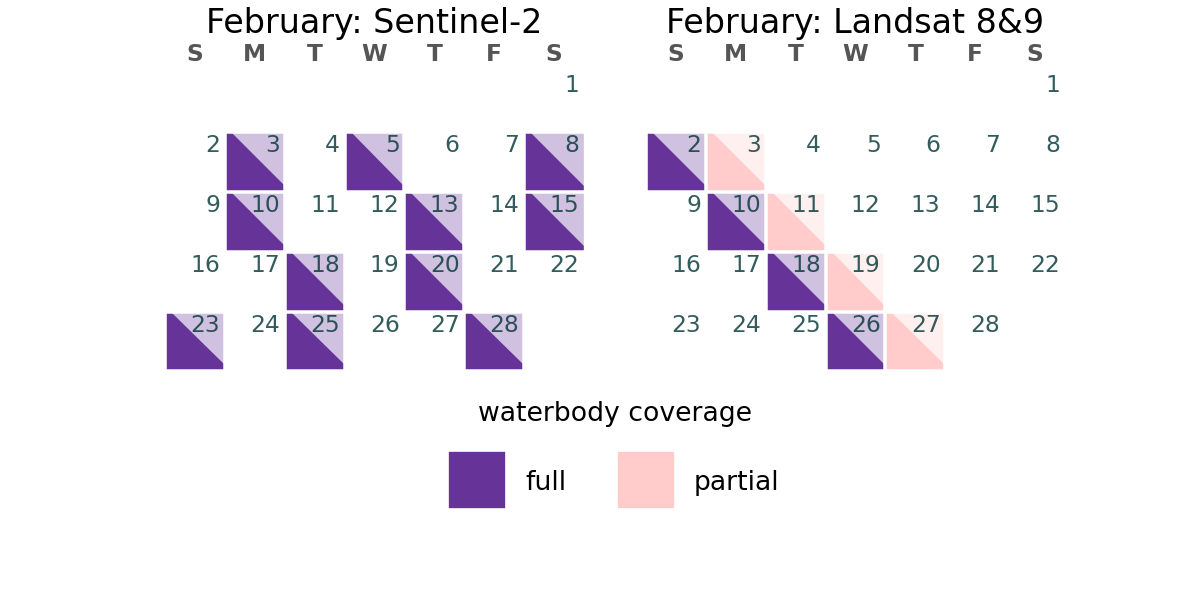 February: Sentinel-2
S M T W T F S
1
2 3 4 5 6 7 8
9 10 11 12 13 14 15
16 17 18 19 20 21 22
23 24 25 26 27 28
February: Landsat 8&9
S M T W T F S
1
2 3 4 5 6 7 8
9 10 11 12 13 14 15
16 17 18 19 20 21 22
23 24 25 26 27 28
waterbody coverage
full partial